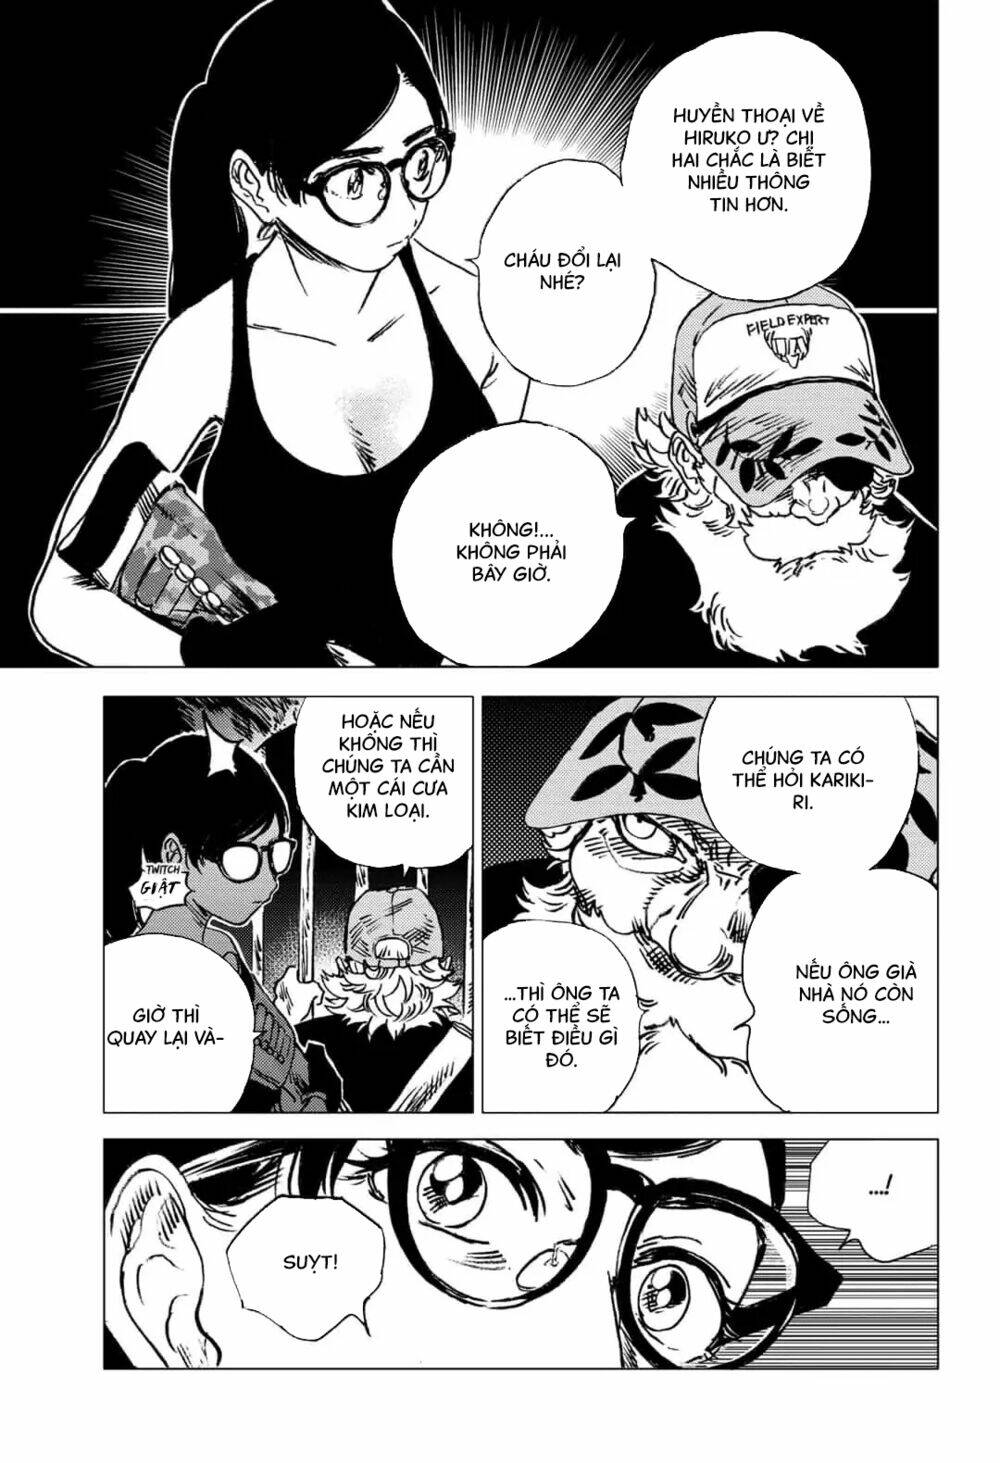 HUYỀN THOẠI VỀ
HIRUKO Ư? CHỊ
HAI CHẮC LÀ BIẾT
NHIỀU THÔNG
TIN HƠN.
CHÁU ĐỔI LẠI
NHÉ?
FIELD EXPERT
KHÔNG!...
KHÔNG PHẢI
BÂY GIỜ.
CHÚNG TA CÓ
THỂ HỎI KARIKI-
RI.
NẾU ÔNG GIÀ
NHÀ NÓ CÒN
SỐNG...
...THÌ ÔNG TA
CÓ THỂ SẼ
BIẾT ĐIỀU GÌ
ĐÓ.
HOẶC NẾU
KHÔNG THÌ
CHÚNG TA CẦN
MỘT CÁI CƯA
KIM LOẠI.
TWITCH
GIẬT
GIỜ THÌ
QUAY LẠI VÀ-
....!
SUỴT!